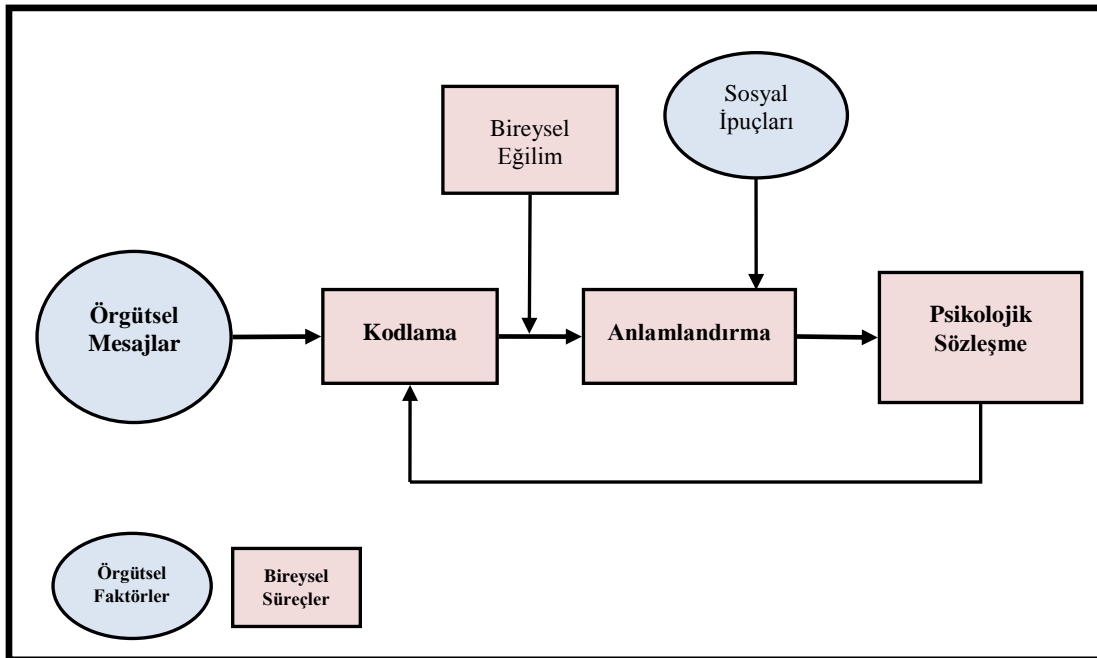 Sosyal
İpuçları
Bireysel
Eğilim
Örgütsel
Mesajlar
Kodlama
Anlamlandırma
Psikolojik
Sözleşme
Örgütsel
Faktörler
Bireysel
Süreçler